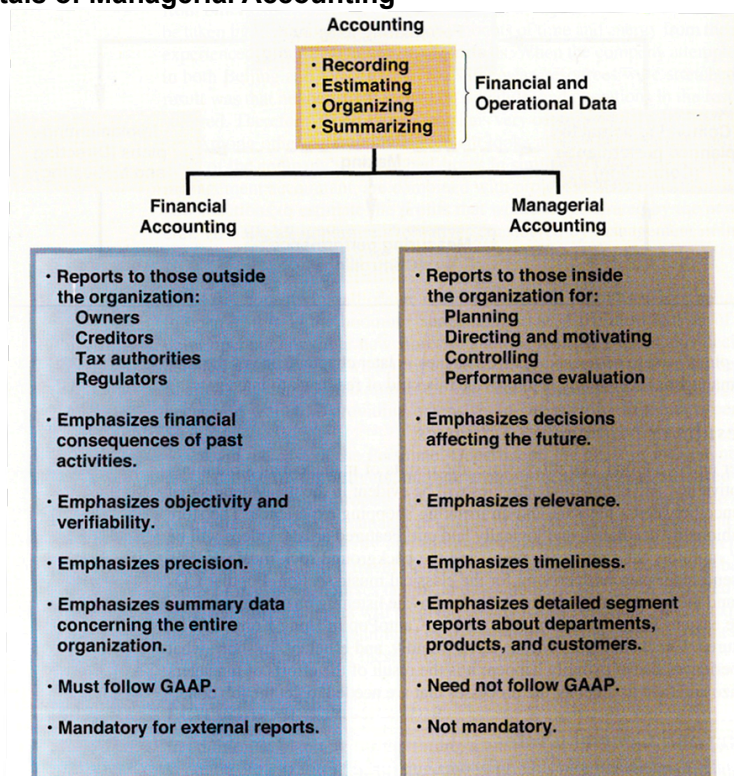 Managerial Accounting
Accounting
· Recording
· Estimating
· Organizing
· Summarizing
Financial and
Operational Data
Financial
Accounting
· Reports to those outside
the organization:
Owners
Creditors
Tax authorities
Regulators
· Emphasizes financial
consequences of past
activities.
· Emphasizes objectivity and
verifiability.
· Emphasizes precision.
· Emphasizes summary data
concerning the entire
organization.
· Must follow GAAP.
· Mandatory for external reports.
Managerial
Accounting
· Reports to those inside
the organization for:
Planning
Directing and motivating
Controlling
Performance evaluation
· Emphasizes decisions
affecting the future.
· Emphasizes relevance.
· Emphasizes timeliness.
· Emphasizes detailed segment
reports about departments,
products, and customers.
· Need not follow GAAP.
· Not mandatory.